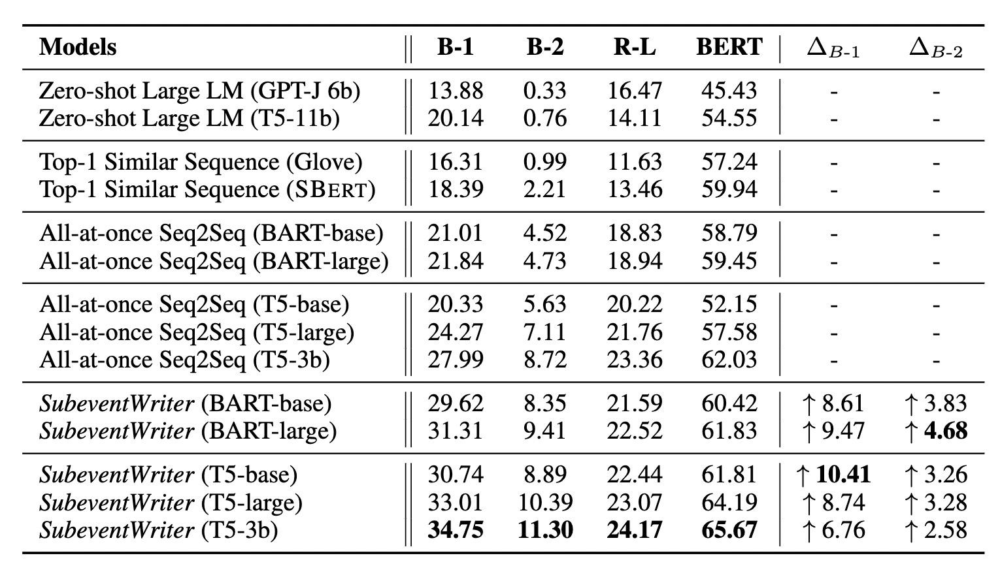 Models B-1 B-2 R-L BERT Δ_B-1 Δ_B-2
Zero-shot Large LM (GPT-J 6b) 13.88 0.33 16.47 45.43 - -
Zero-shot Large LM (T5-11b) 20.14 0.76 14.11 54.55 - -
Top-1 Similar Sequence (Glove) 16.31 0.99 11.63 57.24 - -
Top-1 Similar Sequence (SBERT) 18.39 2.21 13.46 59.94 - -
All-at-once Seq2Seq (BART-base) 21.01 4.52 18.83 58.79 - -
All-at-once Seq2Seq (BART-large) 21.84 4.73 18.94 59.45 - -
All-at-once Seq2Seq (T5-base) 20.33 5.63 20.22 52.15 - -
All-at-once Seq2Seq (T5-large) 24.27 7.11 21.76 57.58 - -
All-at-once Seq2Seq (T5-3b) 27.99 8.72 23.36 62.03 - -
SubeventWriter (BART-base) 29.62 8.35 21.59 60.42 ↑ 8.61 ↑ 3.83
SubeventWriter (BART-large) 31.31 9.41 22.52 61.83 ↑ 9.47 ↑ 4.68
SubeventWriter (T5-base) 30.74 8.89 22.44 61.81 ↑ 10.41 ↑ 3.26
SubeventWriter (T5-large) 33.01 10.39 23.07 64.19 ↑ 8.74 ↑ 3.28
SubeventWriter (T5-3b) 34.75 11.30 24.17 65.67 ↑ 6.76 ↑ 2.58